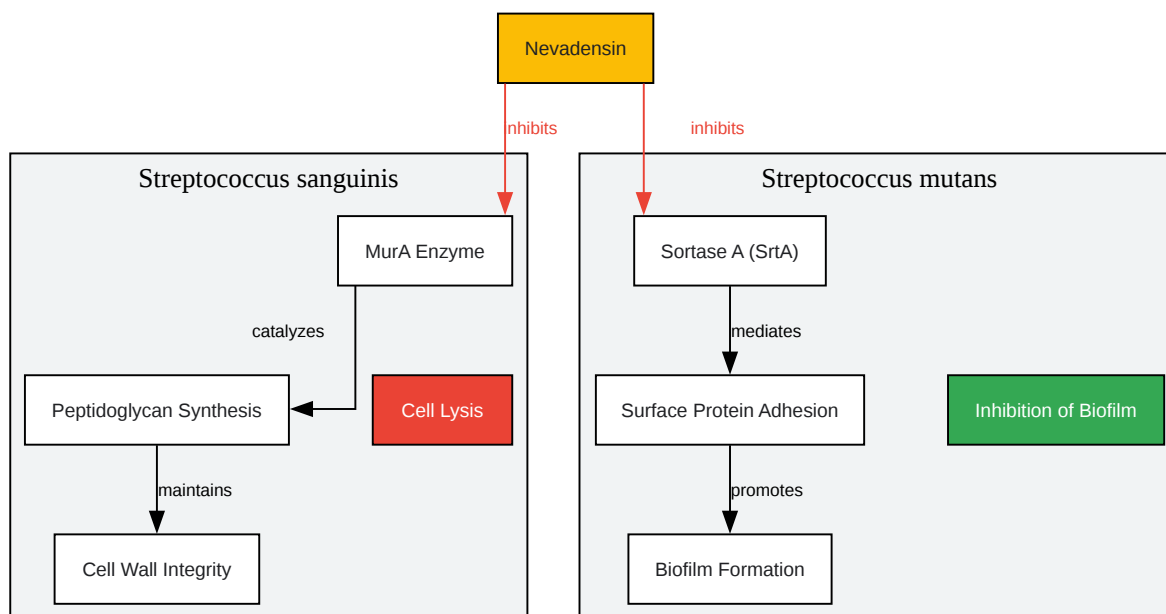 Nevadensin
inhibits
inhibits
Streptococcus sanguinis
Streptococcus mutans
MurA Enzyme
Sortase A (SrtA)
catalyzes
mediates
Peptidoglycan Synthesis
Cell Lysis
Surface Protein Adhesion
Inhibition of Biofilm
maintains
promotes
Cell Wall Integrity
Biofilm Formation